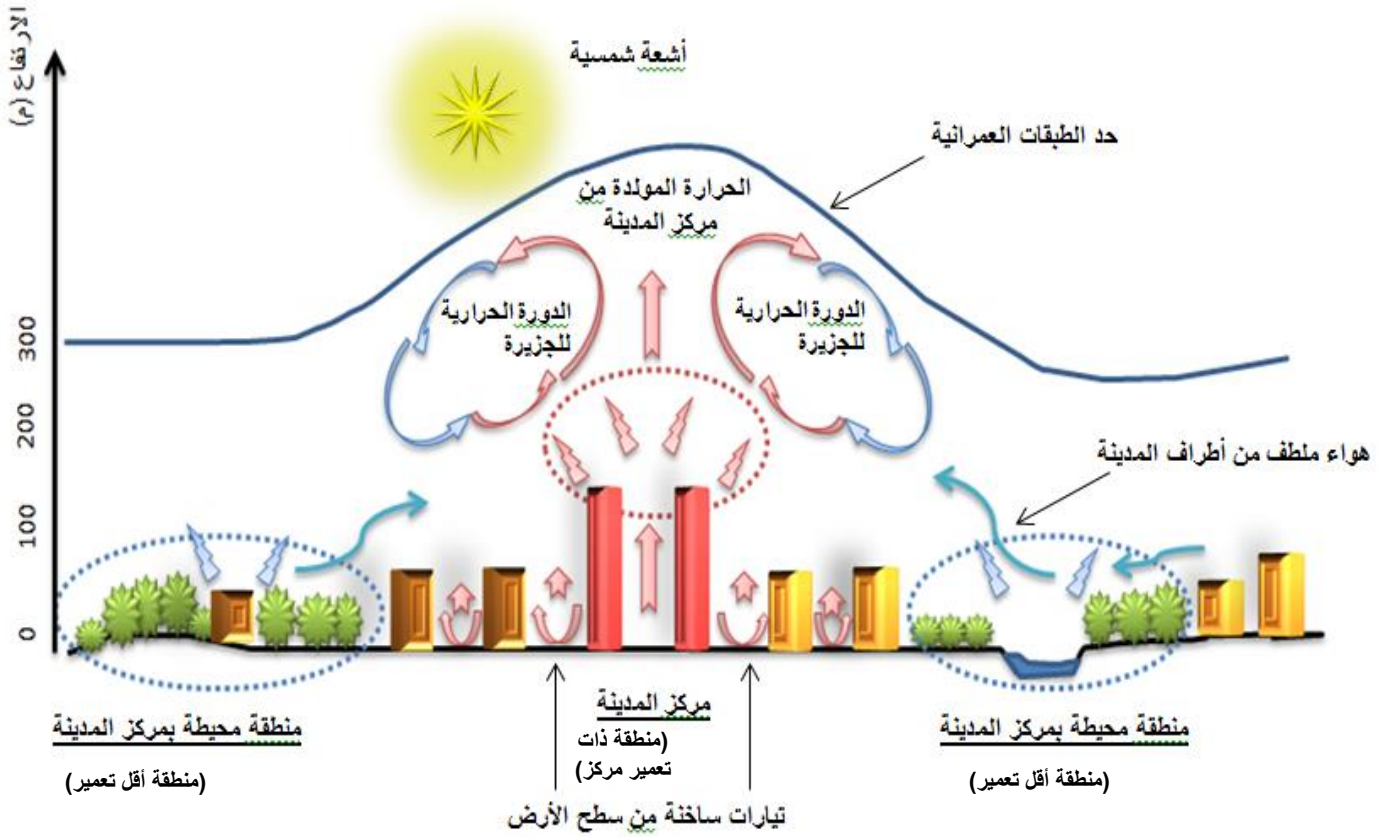 الارتفاع (م)
أشعة شمسية
حد الطبقات العمرانية
الحرارة المولدة من
مركز المدينة
الدورة الحرارية
للجزيرة
الدورة الحرارية
للجزيرة
300
200
100
0
هواء ملطف من أطراف المدينة
منطقة محيطة بمركز المدينة
(منطقة أقل تعمير)
مركز المدينة
(منطقة ذات
تعمير مركز)
منطقة محيطة بمركز المدينة
(منطقة أقل تعمير)
تيارات ساخنة من سطح الأرض